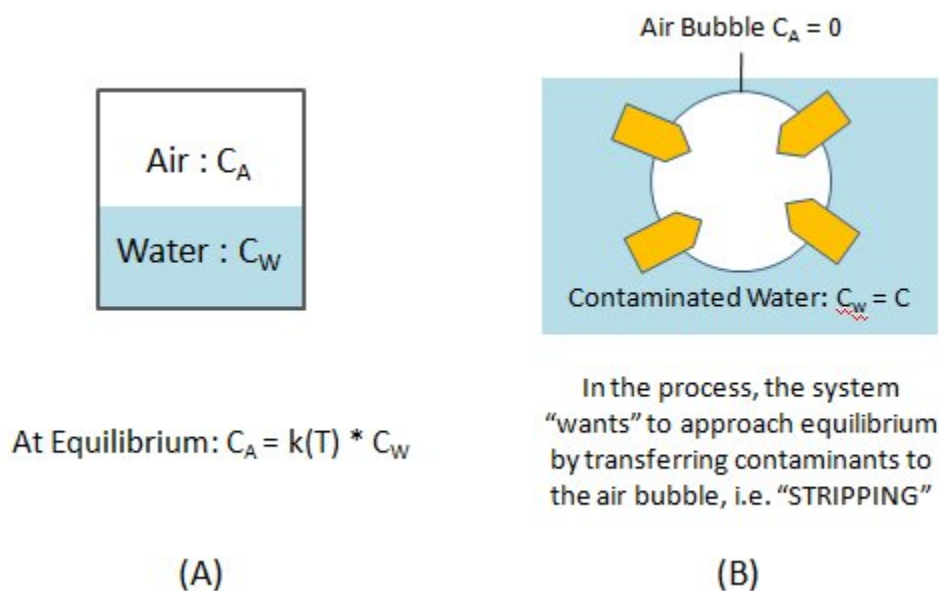 Air : C_A
Water : C_W
At Equilibrium: C_A = k(T) * C_W
(A)
Air Bubble C_A = 0
Contaminated Water: C_w = C
In the process, the system
“wants” to approach equilibrium
by transferring contaminants to
the air bubble, i.e. “STRIPPING”
(B)